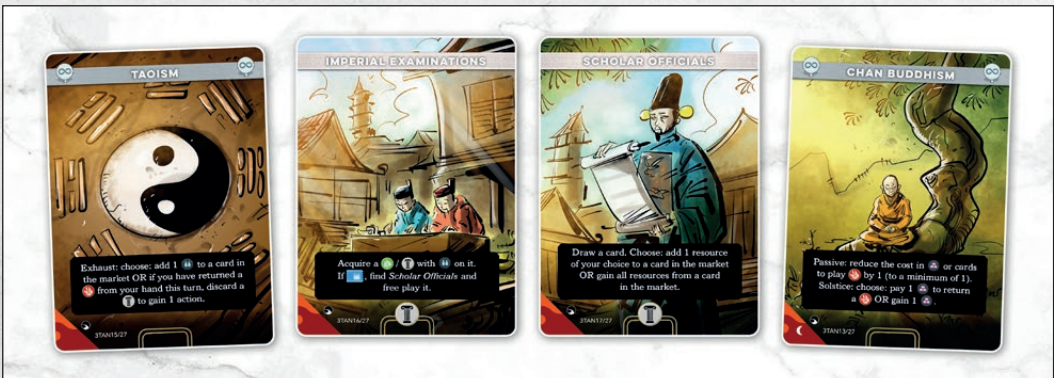 TAOISM
Exhaust: choose: add 1 to a card in
the market OR if you have returned a
from your hand this turn, discard a
to gain 1 action.
3TAN15/27
IMPERIAL EXAMINATIONS
Acquire a / with on it.
If , find Scholar Officials and
free play it.
3TAN16/27
SCHOLAR OFFICIALS
Draw a card. Choose: add 1 resource
of your choice to a card in the market
OR gain all resources from a card
in the market.
3TAN17/27
CHAN BUDDHISM
Passive: reduce the cost in or cards
to play by 1 (to a minimum of 1).
Solstice: choose: pay 1 to return
a OR gain 1 .
3TAN13/27